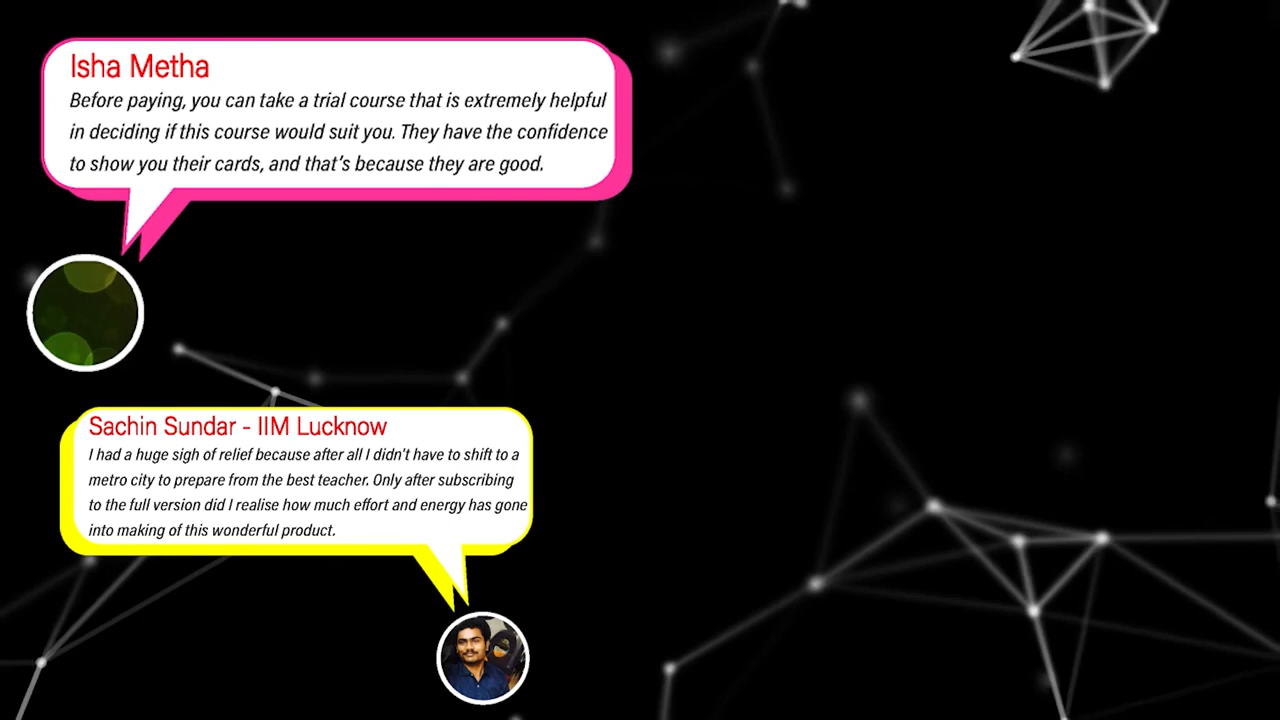 Isha Metha
Before paying, you can take a trial course that is extremely helpful
in deciding if this course would suit you. They have the confidence
to show you their cards, and that's because they are good.
Sachin Sundar - IIM Lucknow
I had a huge sigh of relief because after all I didn't have to shift to a
metro city to prepare from the best teacher. Only after subscribing
to the full version did I realise how much effort and energy has gone
into making of this wonderful product.